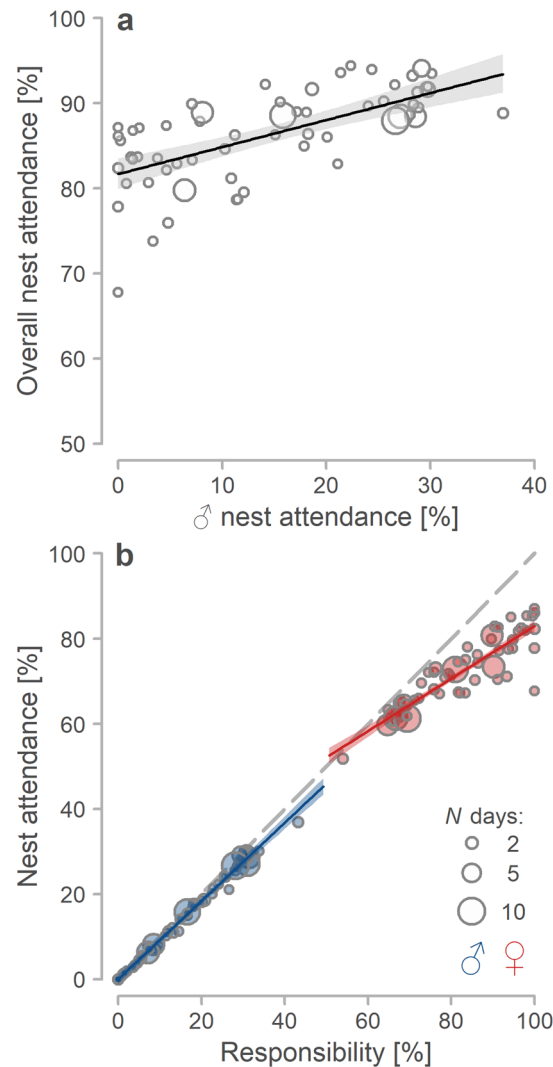 a
Overall nest attendance [%]
100
90
80
70
60
50
0 10 20 30 40
♂ nest attendance [%]
b
Nest attendance [%]
100
80
60
40
20
0
N days:
2
5
10
♂ ♀
0 20 40 60 80 100
Responsibility [%]